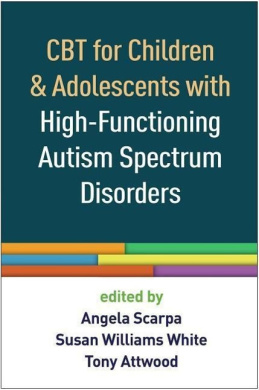 CBT for Children
& Adolescents with
High-Functioning
Autism Spectrum
Disorders
edited by
Angela Scarpa
Susan Williams White
Tony Attwood